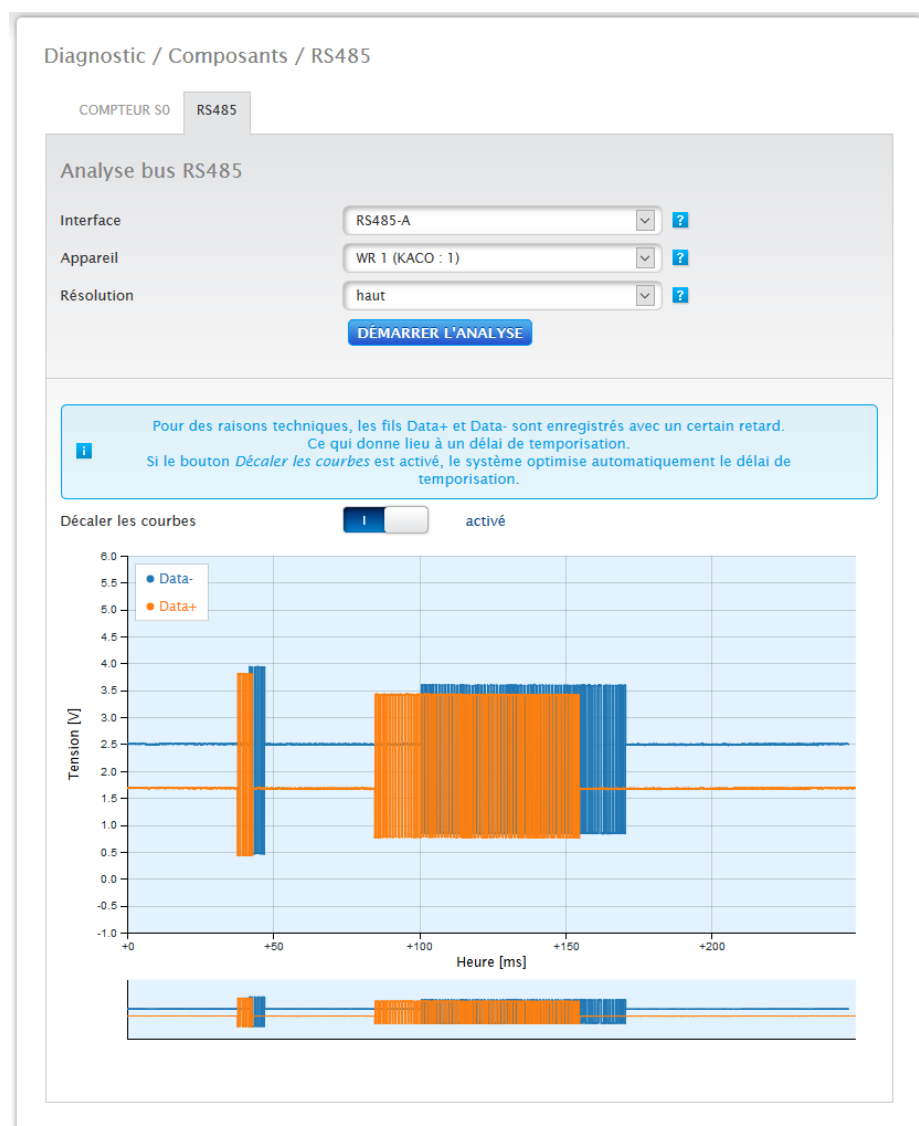 Diagnostic / Composants / RS485
COMPTEUR S0
RS485
Analyse bus RS485
Interface
RS485-A
?
Appareil
WR 1 (KACO : 1)
?
Résolution
haut
?
DÉMARRER L'ANALYSE
i
Pour des raisons techniques, les fils Data+ et Data- sont enregistrés avec un certain retard.
Ce qui donne lieu à un délai de temporisation.
Si le bouton Décaler les courbes est activé, le système optimise automatiquement le délai de
temporisation.
Décaler les courbes
I
activé
Data-
Data+
6.0
5.5
5.0
4.5
4.0
3.5
3.0
2.5
2.0
1.5
1.0
0.5
0.0
-0.5
-1.0
Tension [V]
+0
+50
+100
+150
+200
Heure [ms]